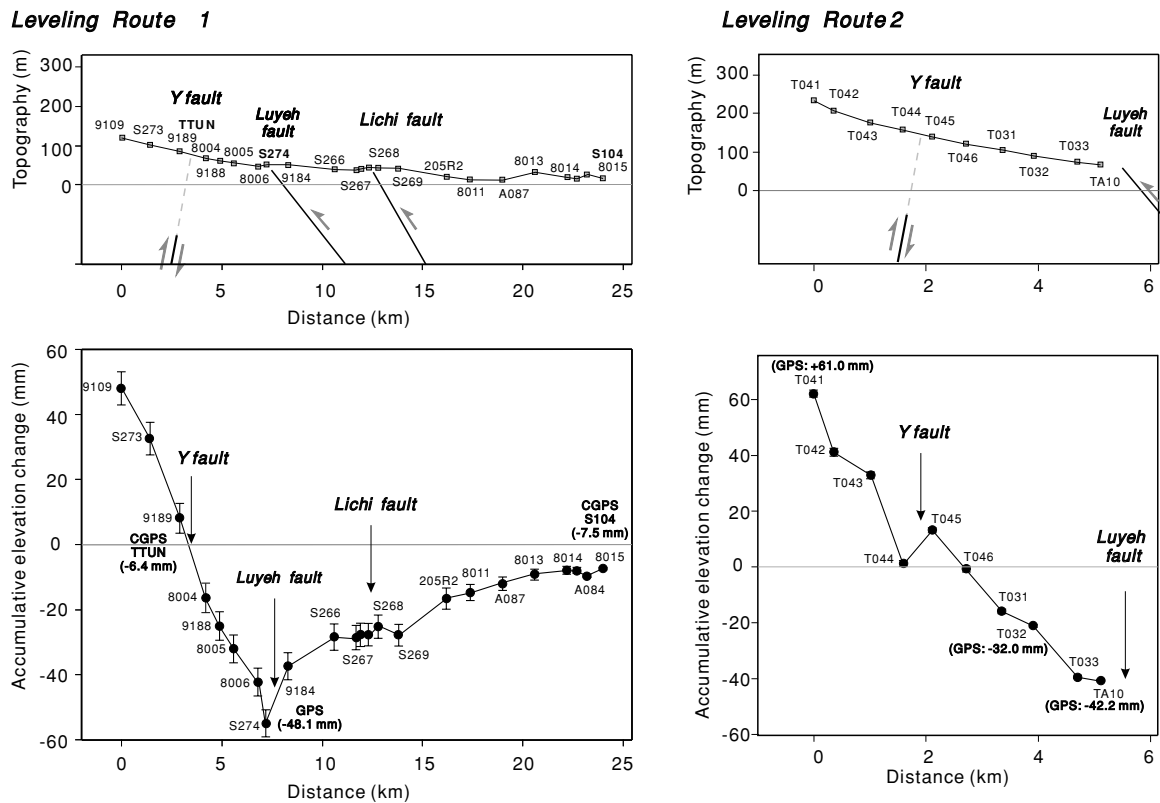 Leveling Route 1
Topography (m)
300
200
100
0
9109
S273
Y fault
TTUN
9189
8004
9188
8005
8006
Luyeh
fault
S274
9184
S266
S267
Lichi fault
S268
S269
205R2
8011
A087
8013
8014
S104
8015
0
5
10
15
20
25
Distance (km)
Leveling Route 2
Topography (m)
300
200
100
0
T041
T042
T043
Y fault
T044
T045
T046
T031
T032
T033
TA10
Luyeh
fault
0
2
4
6
Distance (km)
Accumulative elevation change (mm)
60
40
20
0
-20
-40
-60
9109
S273
Y fault
9189
CGPS
TTUN
(-6.4 mm)
8004
9188
8005
8006
S274
Luyeh fault
9184
GPS
(-48.1 mm)
S266
S267
Lichi fault
S268
S269
205R2
8011
A087
8013
8014
A084
8015
CGPS
S104
(-7.5 mm)
0
5
10
15
20
25
Distance (km)
Accumulative elevation change (mm)
60
40
20
0
-20
-40
-60
(GPS: +61.0 mm)
T041
T042
T043
T044
Y fault
T045
T046
T031
T032
(GPS: -32.0 mm)
T033
TA10
(GPS: -42.2 mm)
Luyeh
fault
0
2
4
6
Distance (km)